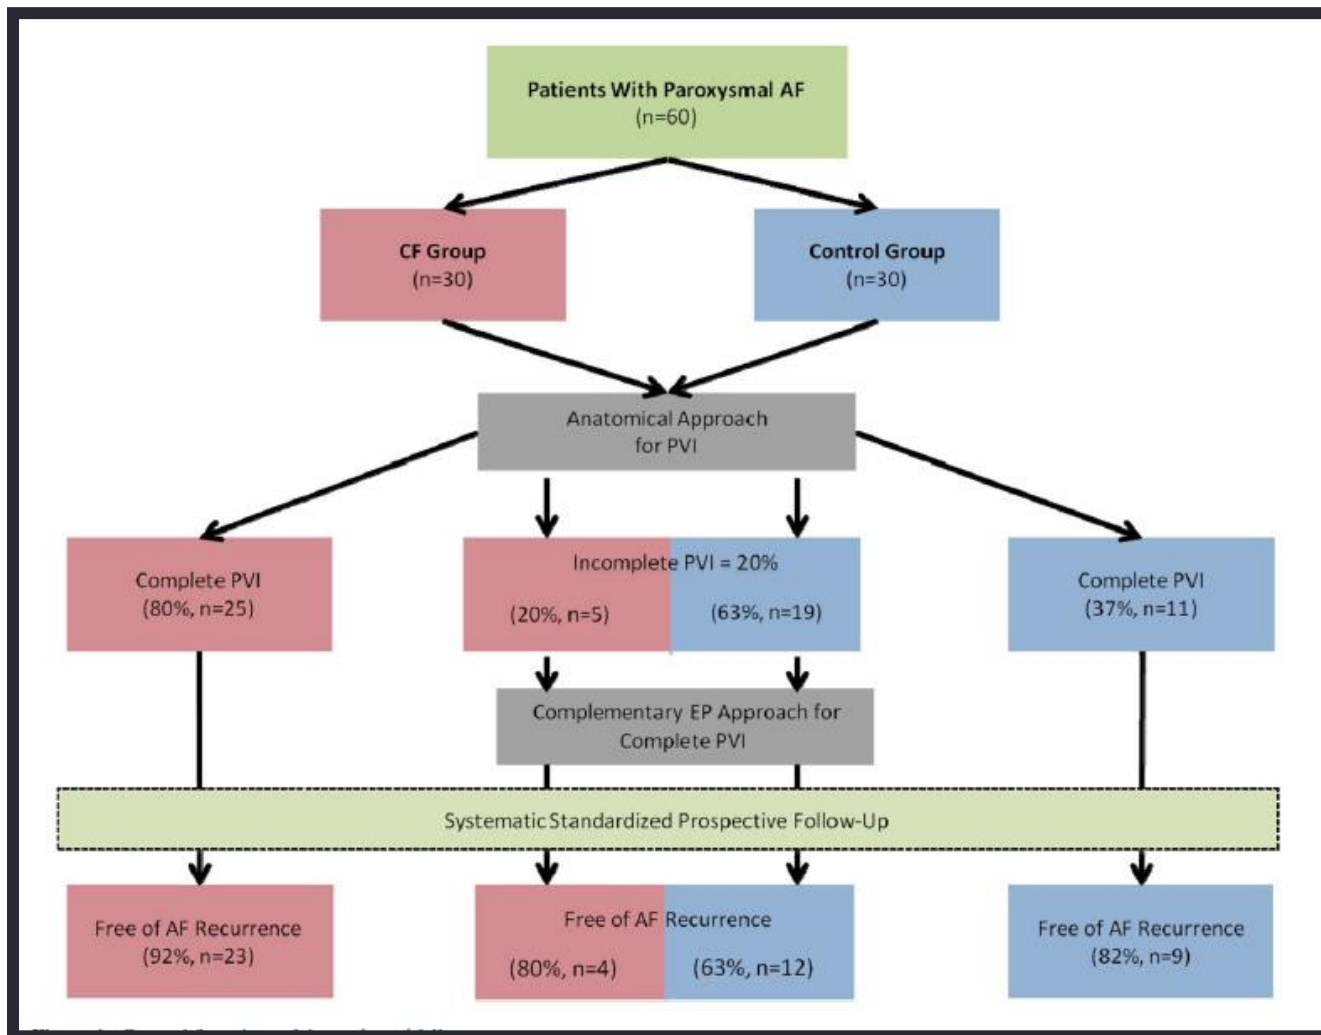 Patients With Paroxysmal AF
(n=60)
CF Group
(n=30)
Control Group
(n=30)
Anatomical Approach
for PVI
Complete PVI
(80%, n=25)
Incomplete PVI = 20%
(20%, n=5)
(63%, n=19)
Complete PVI
(37%, n=11)
Complementary EP Approach for
Complete PVI
Systematic Standardized Prospective Follow-Up
Free of AF Recurrence
(92%, n=23)
Free of AF Recurrence
(80%, n=4)
(63%, n=12)
Free of AF Recurrence
(82%, n=9)